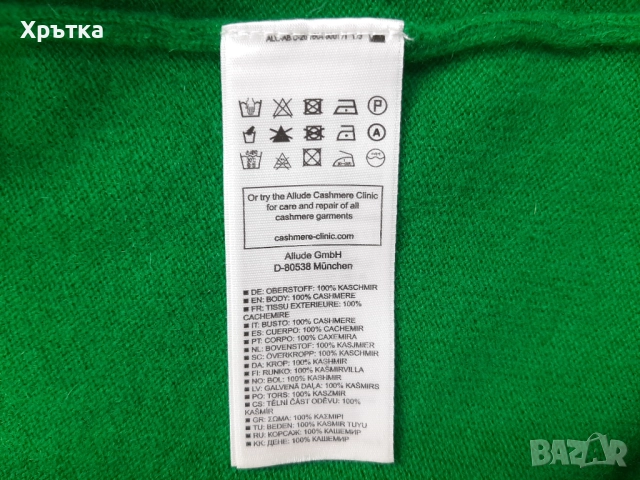 Хрътка
Or try the Allude Cashmere Clinic
for care and repair of all
cashmere garments
cashmere-clinic.com
Allude GmbH
D-80538 München
DE: OBERSTOFF: 100% KASCHMIR
EN: BODY: 100% CASHMERE
FR: TISSU EXTERIEURE: 100%
CACHEMIRE
IT: BUSTO: 100% CASHMERE
ES: CUERPO: 100% CACHEMIR
PT: CORPO: 100% CAXEMIRA
NL: BOVENSTOF: 100% KASJMIER
SC: ÖVERKROPP: 100% KASCHMIR
DA: KROP: 100% KASHMIR
FI: RUNKO: 100% KAŠMIRVILLA
NO: BOL: 100% KASHMIR
LV: GALVENĀ DAĻA: 100% KAŠMIRS
PO: TORS: 100% KASZMIR
CS: TĚLNÍ ČÁST ODĚVU: 100%
KAŠMÍR
GR: ΣΩΜΑ: 100% ΚΑΣΜΙΡΙ
TU: BEDEN: 100% KAŞMIR TUYU
RU: КОРСАЖ: 100% КАШЕМИР
KK: ДЕНЕ: 100% КАШЕМИР
BAZAR